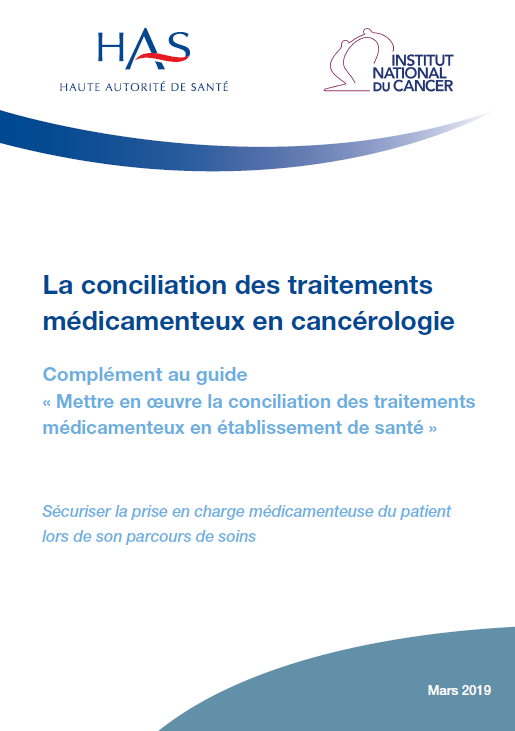 HAS
HAUTE AUTORITÉ DE SANTÉ
INSTITUT
NATIONAL
DU CANCER
La conciliation des traitements
médicamenteux en cancérologie
Complément au guide
« Mettre en œuvre la conciliation des traitements
médicamenteux en établissement de santé »
Sécuriser la prise en charge médicamenteuse du patient
lors de son parcours de soins
Mars 2019